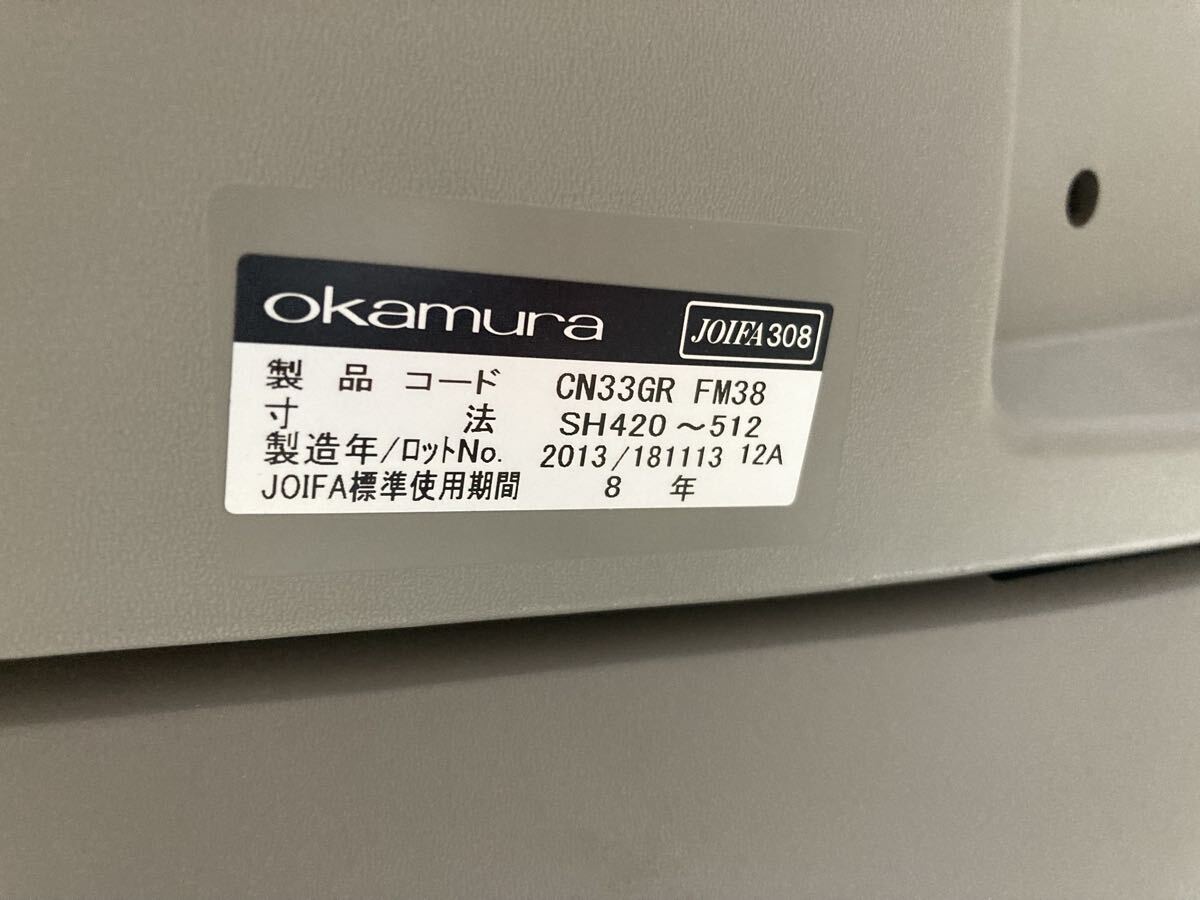 okamura JOIFA308
製品コード CN33GR FM38
寸法 SH420～512
製造年/ロットNo. 2013/181113 12A
JOIFA標準使用期間 8 年